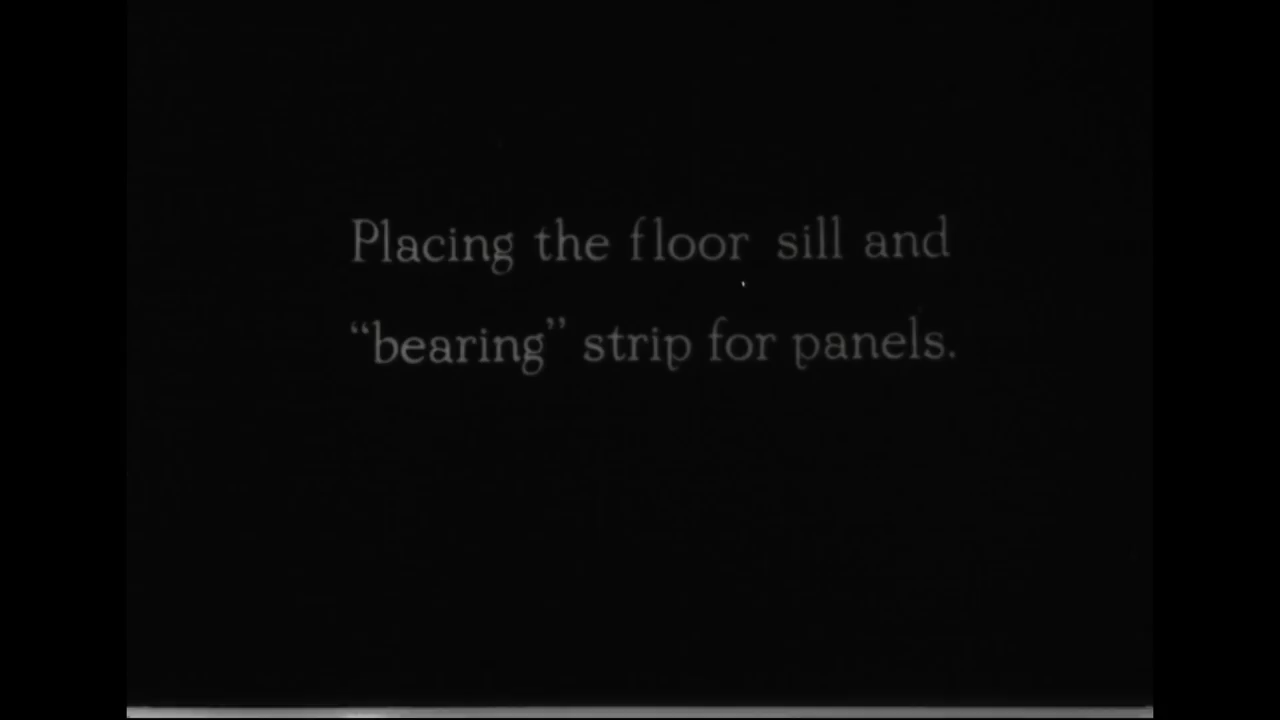 Placing the floor sill and
“bearing” strip for panels.